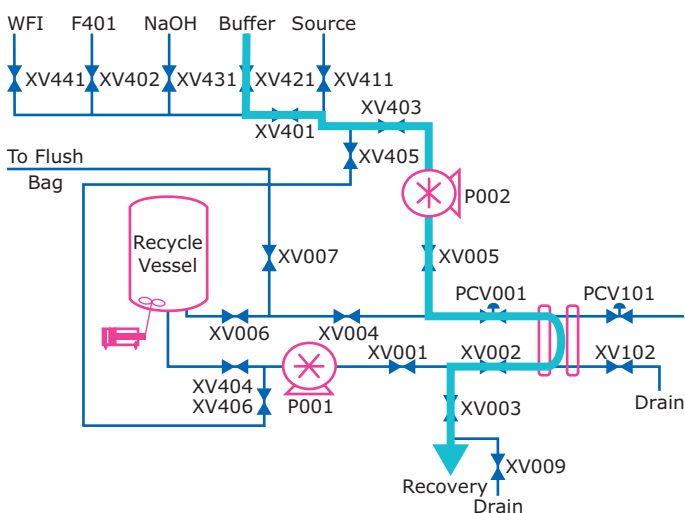 WFI F401 NaOH Buffer Source
XV441 XV402 XV431 XV421 XV411
XV403
XV401
XV405
To Flush
Bag
P002
Recycle
Vessel
XV007
XV005
PCV001 PCV101
XV006 XV004
XV001 XV002 XV102
XV404
XV406
P001
XV003
Drain
XV009
Recovery
Drain